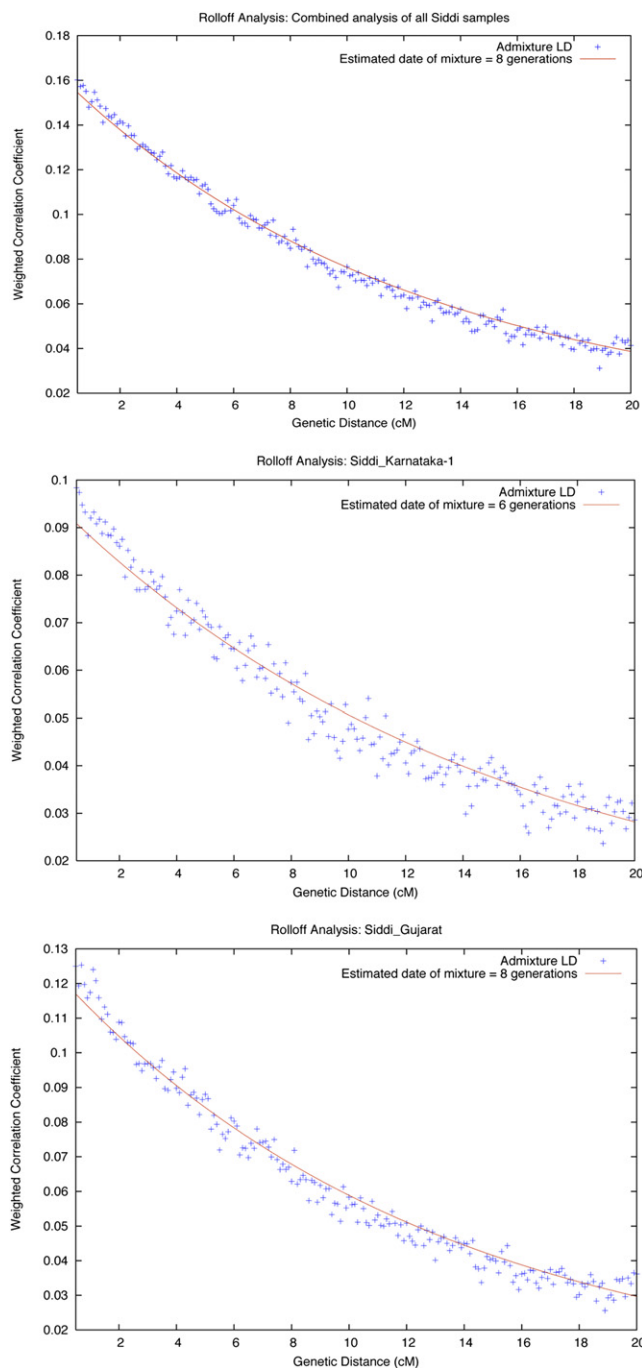 Rolloff Analysis: Combined analysis of all Siddi samples
0.18
0.16
0.14
0.12
0.1
0.08
0.06
0.04
0.02
Weighted Correlation Coefficient
Admixture LD
Estimated date of mixture = 8 generations
2 4 6 8 10 12 14 16 18 20
Genetic Distance (cM)
Rolloff Analysis: Siddi_Karnataka-1
0.1
0.09
0.08
0.07
0.06
0.05
0.04
0.03
0.02
Weighted Correlation Coefficient
Admixture LD
Estimated date of mixture = 6 generations
2 4 6 8 10 12 14 16 18 20
Genetic Distance (cM)
Rolloff Analysis: Siddi_Gujarat
0.13
0.12
0.11
0.1
0.09
0.08
0.07
0.06
0.05
0.04
0.03
0.02
Weighted Correlation Coefficient
Admixture LD
Estimated date of mixture = 8 generations
2 4 6 8 10 12 14 16 18 20
Genetic Distance (cM)